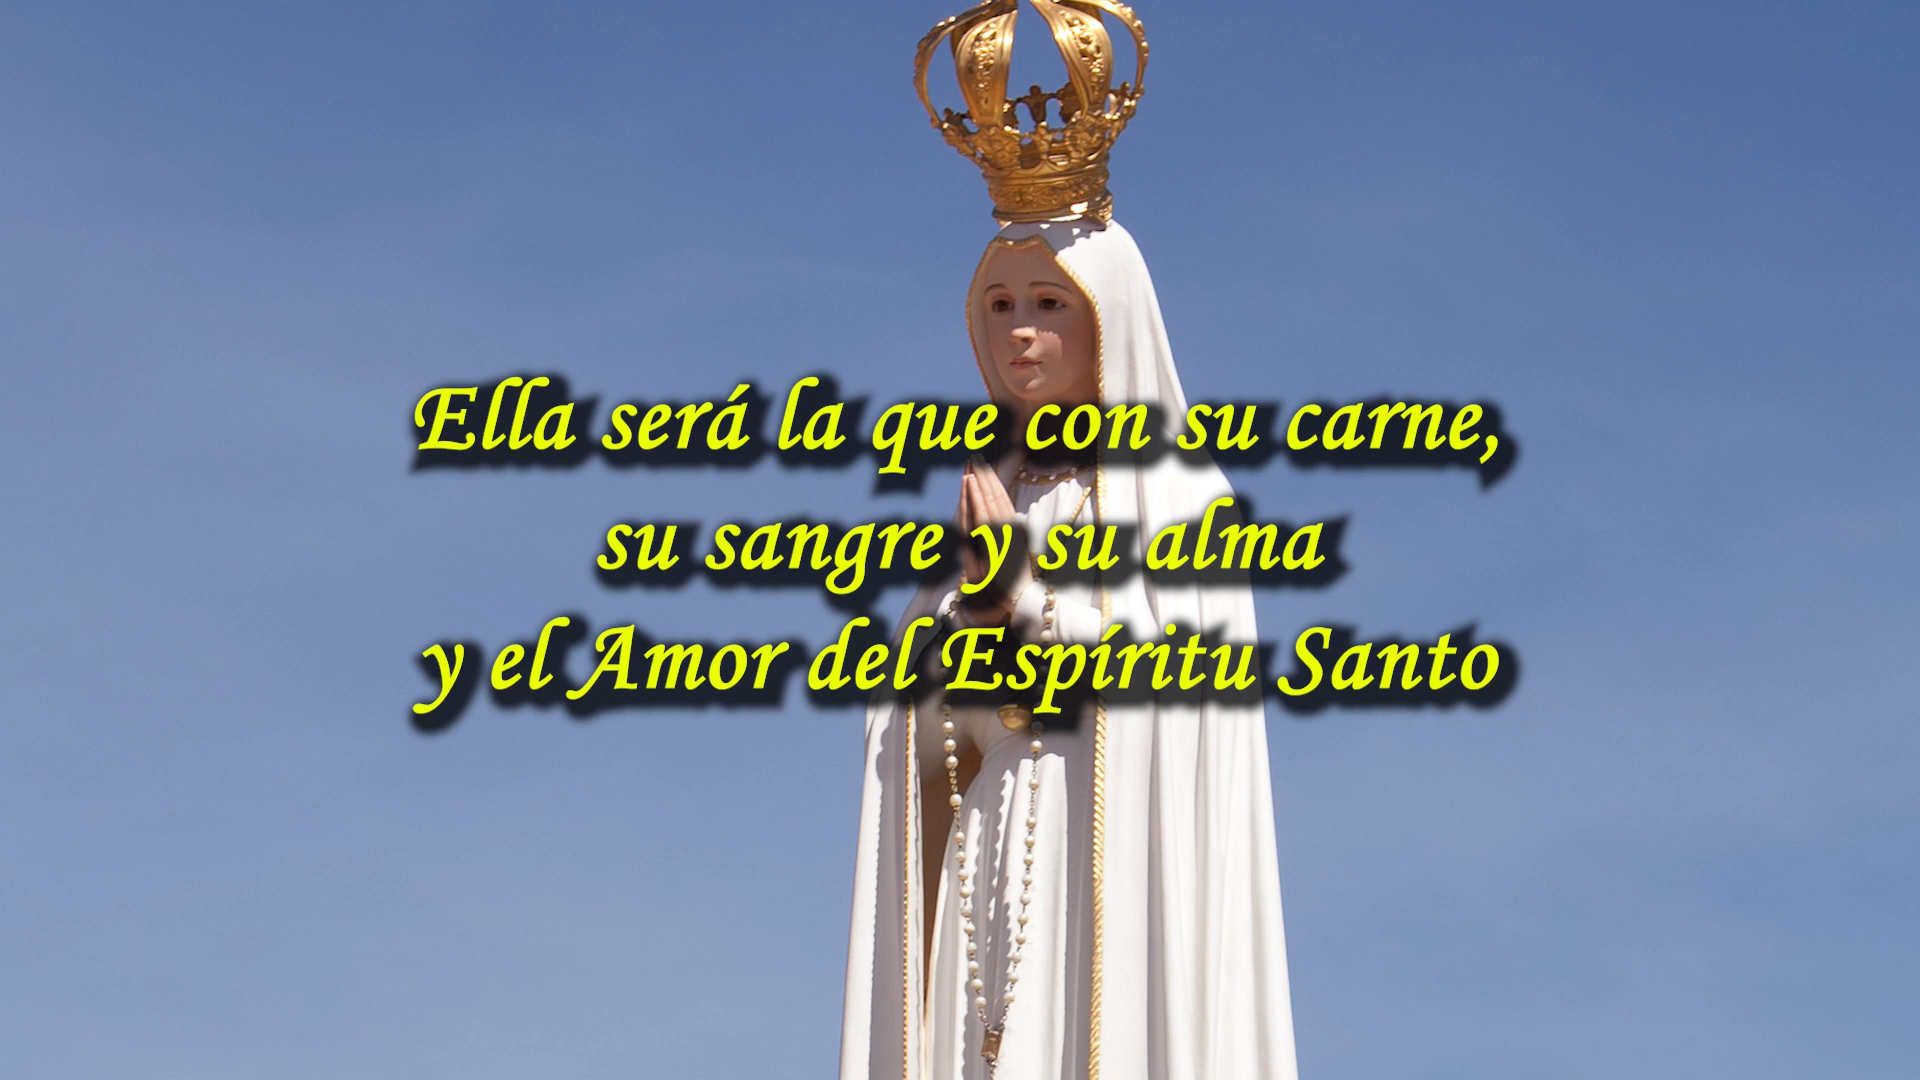 Ella será la que con su carne,
su sangre y su alma
y el Amor del Espíritu Santo